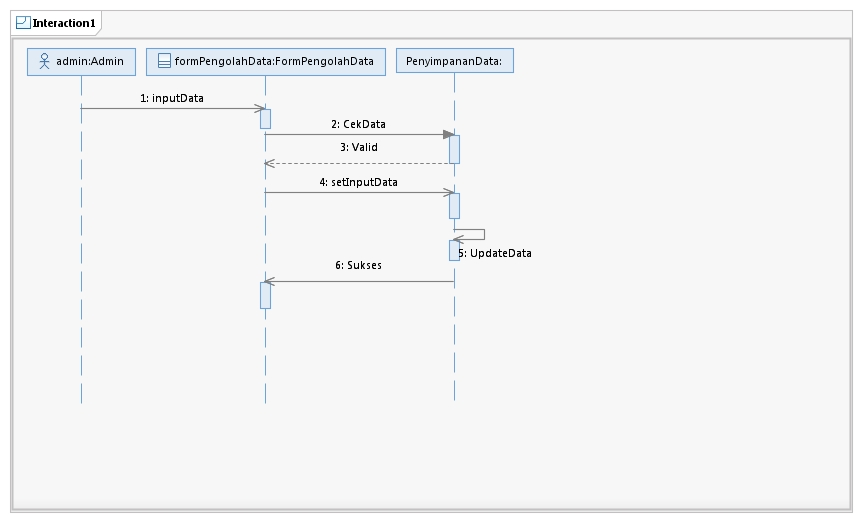 Interaction1
admin:Admin
formPengolahData:FormPengolahData
PenyimpananData:
1: inputData
2: CekData
3: Valid
4: setInputData
5: UpdateData
6: Sukses